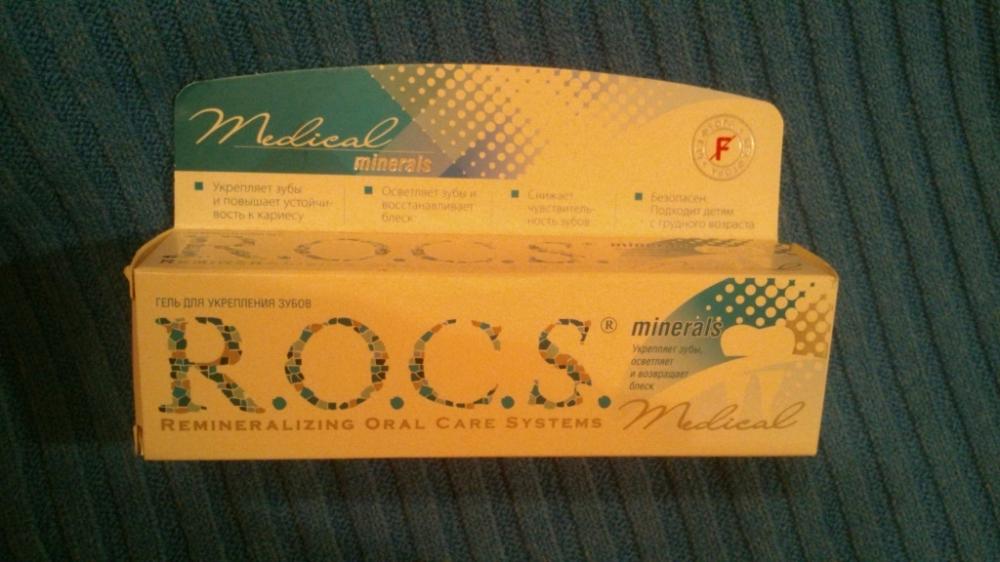 Medical
minerals
F
Укрепляет зубы
и повышает устойчи-
вость к кариесу
Осветляет зубы и
восстанавливает
блеск
Снижает
чувствитель-
ность зубов
Безопасен.
Подходит детям
с грудного возраста
R.O.C.S.
ГЕЛЬ ДЛЯ УКРЕПЛЕНИЯ ЗУБОВ
R.O.C.S.®
REMINERALIZING ORAL CARE SYSTEMS
minerals
Укрепляет зубы,
осветляет
и возвращает
блеск
Medical